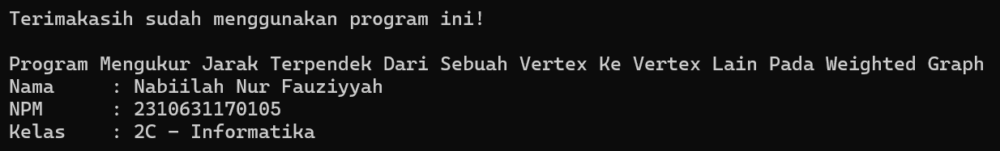 Terimakasih sudah menggunakan program ini!
Program Mengukur Jarak Terpendek Dari Sebuah Vertex Ke Vertex Lain Pada Weighted Graph
Nama     : Nabiilah Nur Fauziyyah
NPM      : 2310631170105
Kelas    : 2C - Informatika